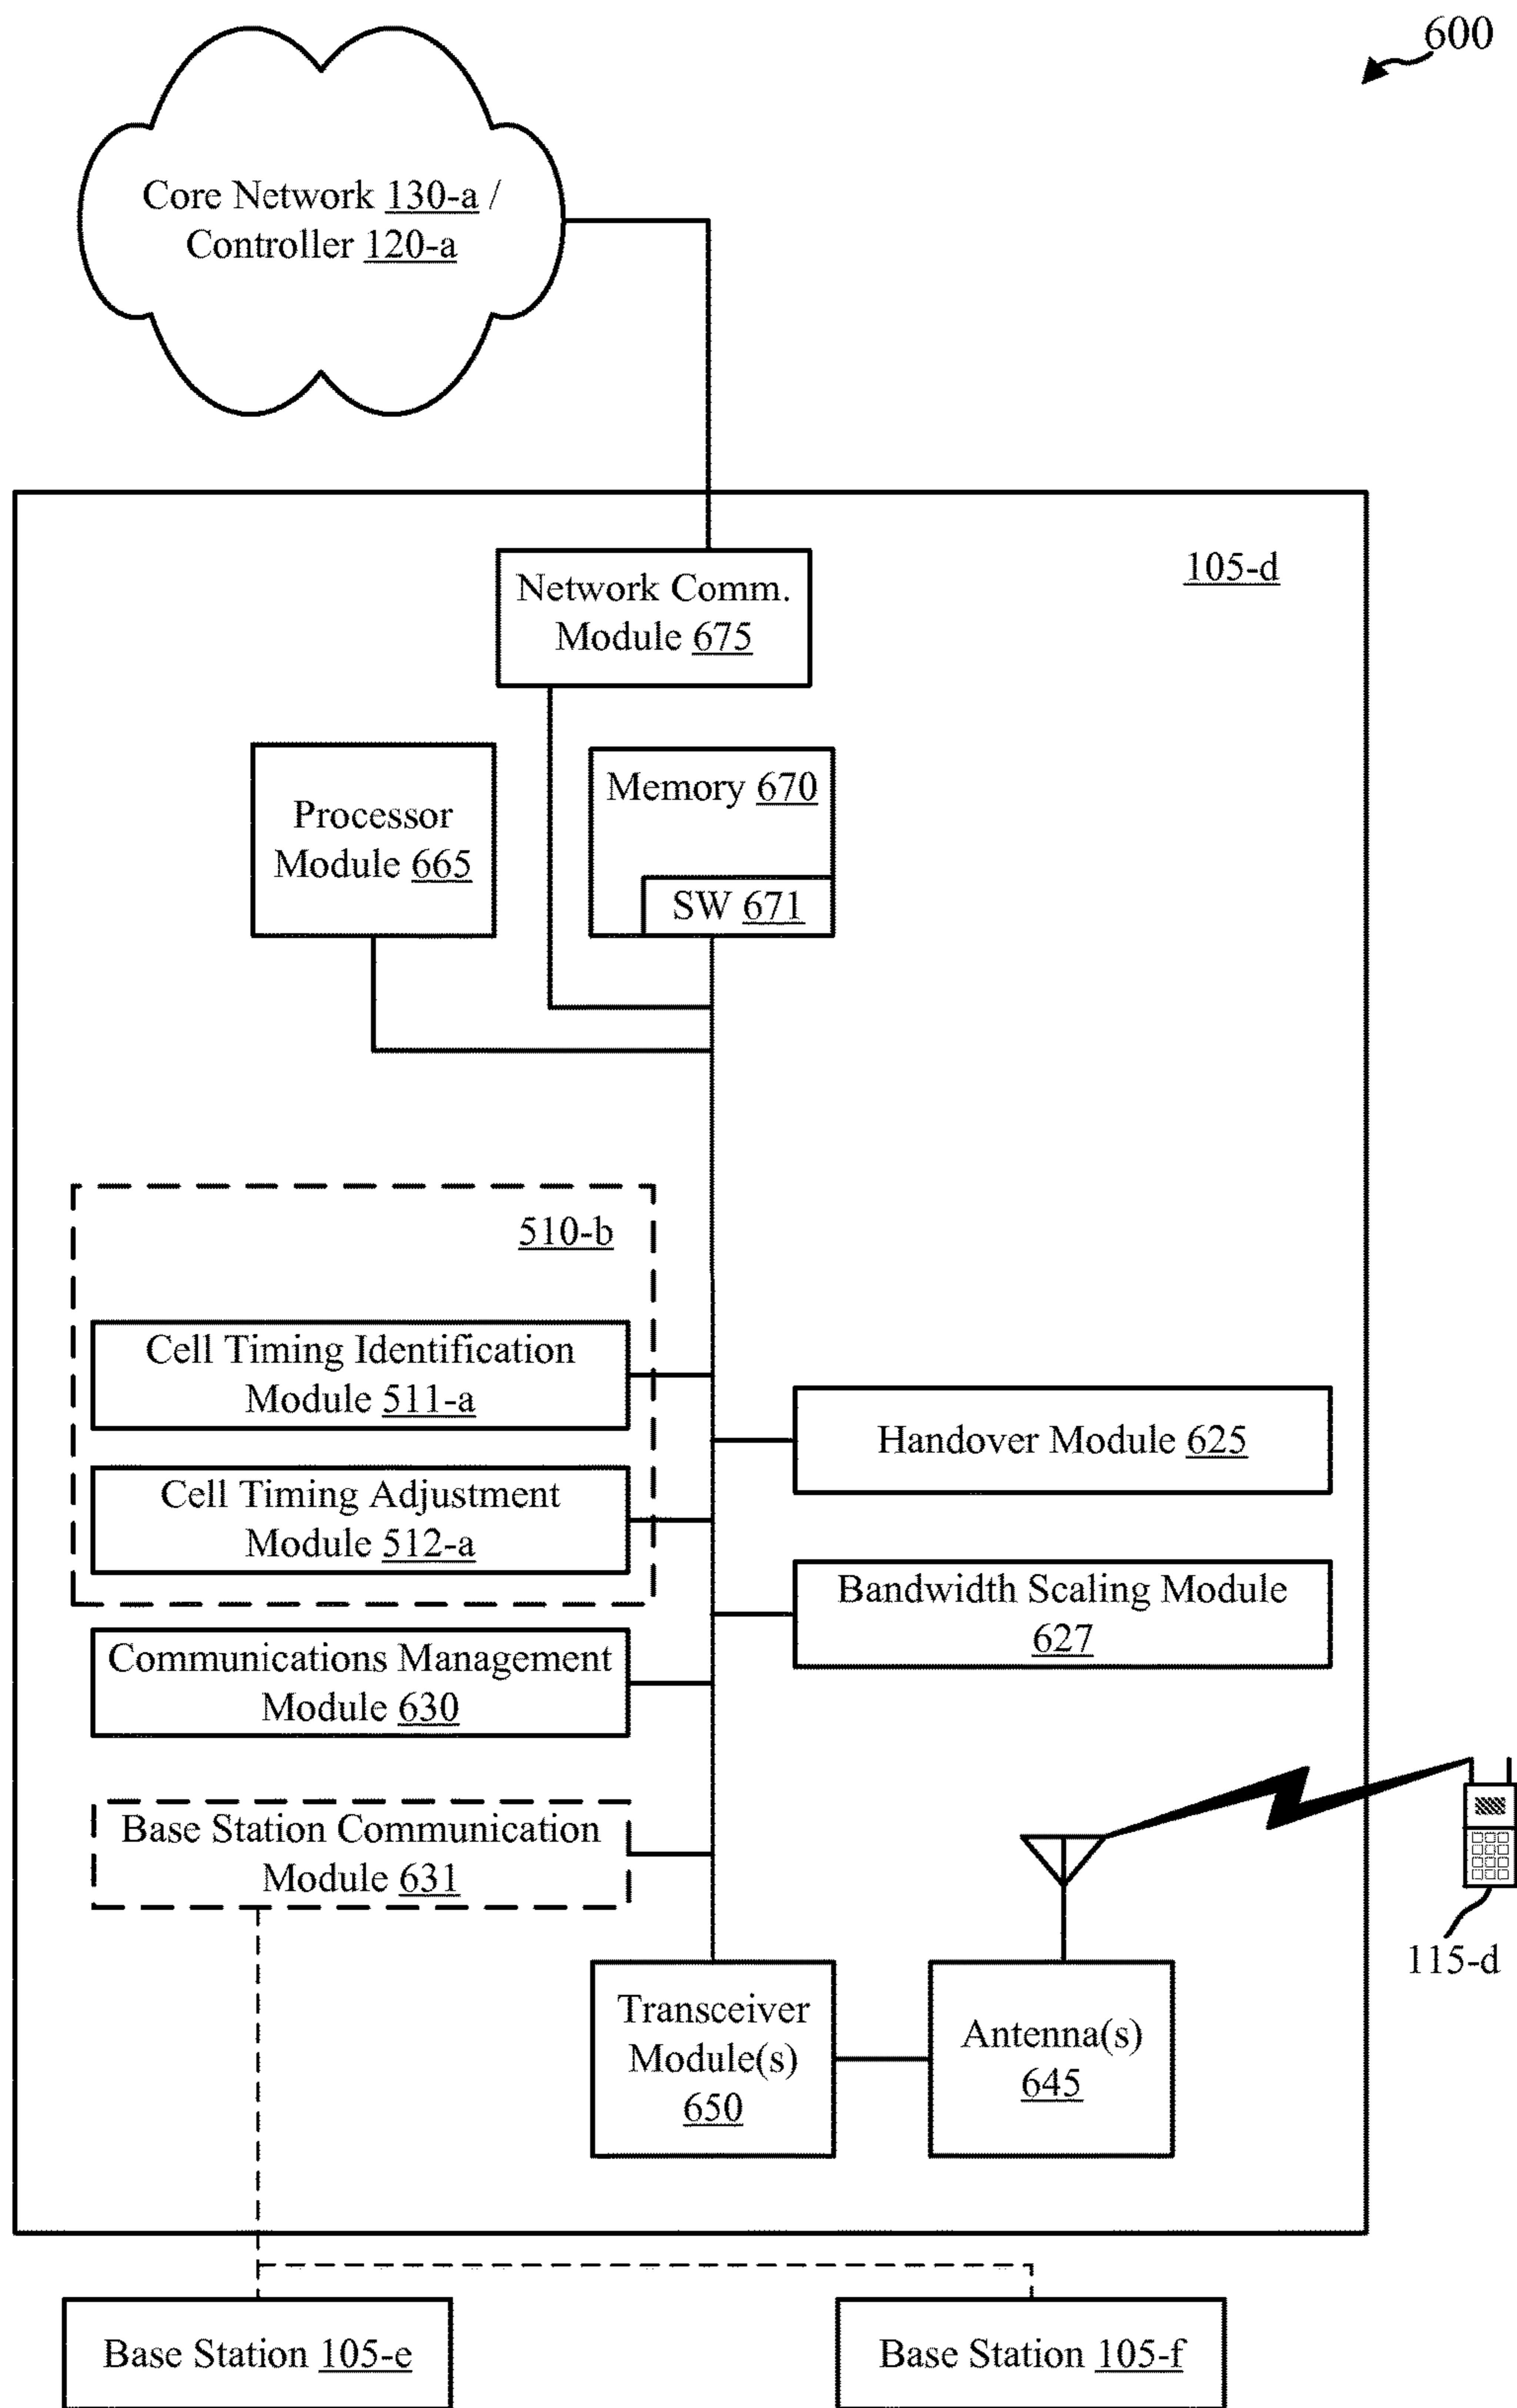 600
Core Network 130-a /
Controller 120-a
105-d
Network Comm.
Module 675
Processor
Module 665
Memory 670
SW 671
510-b
Cell Timing Identification
Module 511-a
Cell Timing Adjustment
Module 512-a
Handover Module 625
Bandwidth Scaling Module
627
Communications Management
Module 630
Base Station Communication
Module 631
115-d
Transceiver
Module(s)
650
Antenna(s)
645
Base Station 105-e
Base Station 105-f